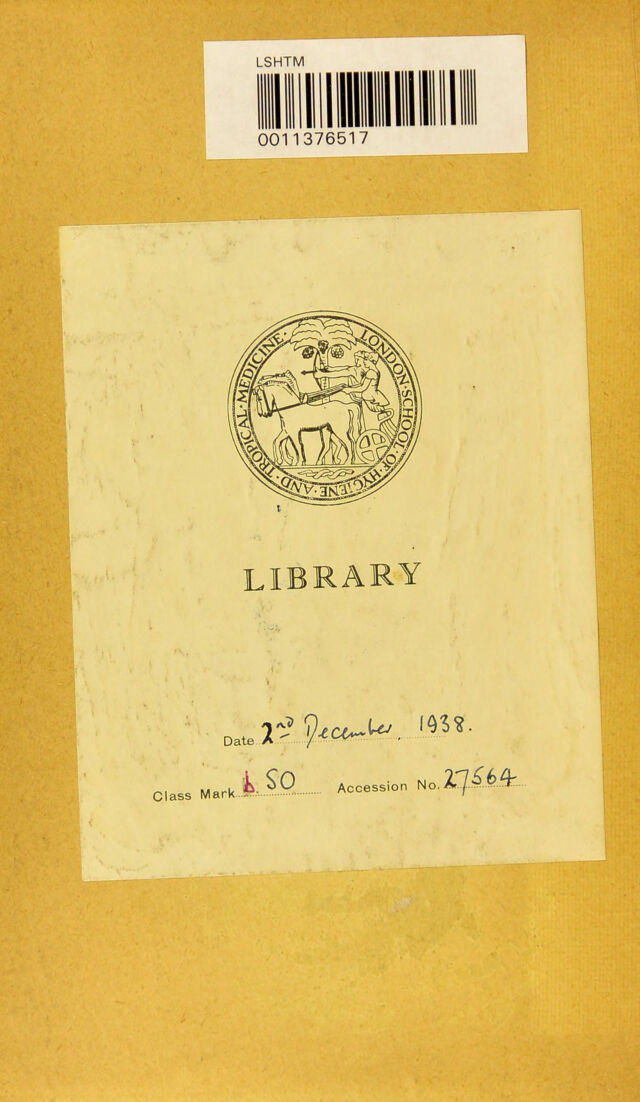 LSHTM
0011376517
LONDON·SCHOOL·OF·HYGIENE·AND·TROPICAL·MEDICINE·
LIBRARY
Date 2nd December, 1938.
Class Mark b. SO Accession No. 27564